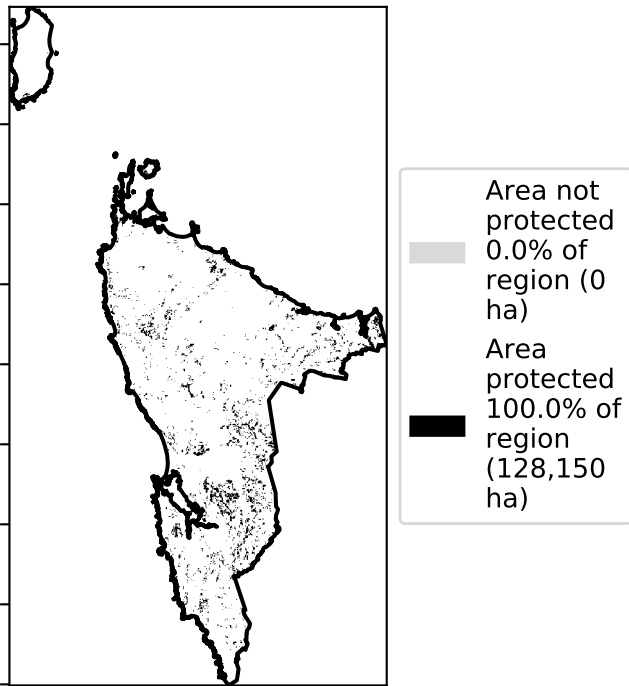 Area not
protected
0.0% of
region (0
ha)
Area
protected
100.0% of
region
(128,150
ha)